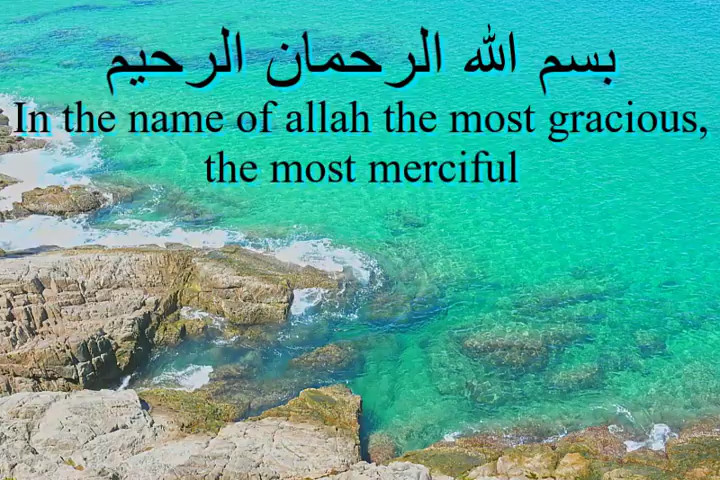 بسم الله الرحمان الرحيم
In the name of allah the most gracious,
the most merciful